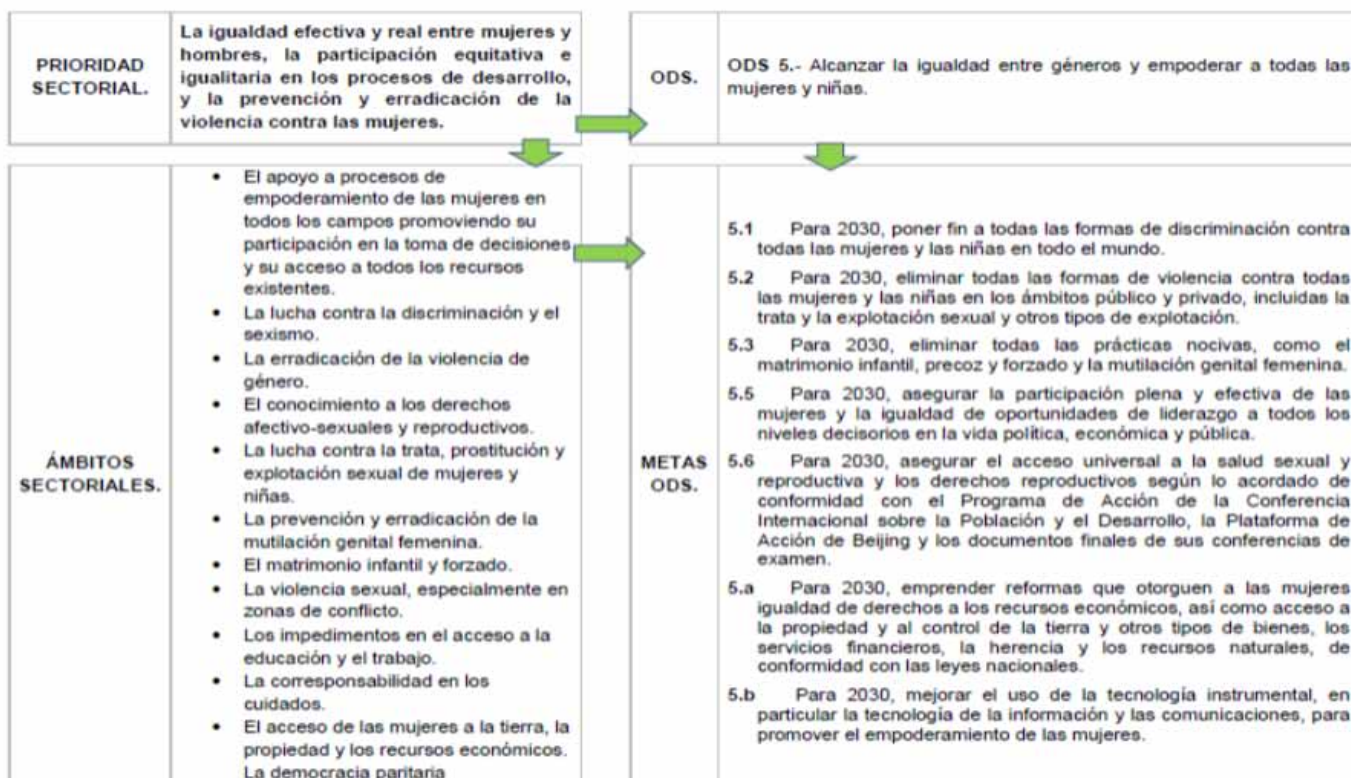 PRIORIDAD
SECTORIAL.
La igualdad efectiva y real entre mujeres y
hombres, la participación equitativa e
igualitaria en los procesos de desarrollo,
y la prevención y erradicación de la
violencia contra las mujeres.
ODS.
ODS 5.- Alcanzar la igualdad entre géneros y empoderar a todas las
mujeres y niñas.
ÁMBITOS
SECTORIALES.
• El apoyo a procesos de
empoderamiento de las mujeres en
todos los campos promoviendo su
participación en la toma de decisiones
y su acceso a todos los recursos
existentes.
• La lucha contra la discriminación y el
sexismo.
• La erradicación de la violencia de
género.
• El conocimiento a los derechos
afectivo-sexuales y reproductivos.
• La lucha contra la trata, prostitución y
explotación sexual de mujeres y
niñas.
• La prevención y erradicación de la
mutilación genital femenina.
• El matrimonio infantil y forzado.
• La violencia sexual, especialmente en
zonas de conflicto.
• Los impedimentos en el acceso a la
educación y el trabajo.
• La corresponsabilidad en los
cuidados.
• El acceso de las mujeres a la tierra, la
propiedad y los recursos económicos.
La democracia paritaria
METAS
ODS.
5.1 Para 2030, poner fin a todas las formas de discriminación contra
todas las mujeres y las niñas en todo el mundo.
5.2 Para 2030, eliminar todas las formas de violencia contra todas
las mujeres y las niñas en los ámbitos público y privado, incluidas la
trata y la explotación sexual y otros tipos de explotación.
5.3 Para 2030, eliminar todas las prácticas nocivas, como el
matrimonio infantil, precoz y forzado y la mutilación genital femenina.
5.5 Para 2030, asegurar la participación plena y efectiva de las
mujeres y la igualdad de oportunidades de liderazgo a todos los
niveles decisorios en la vida política, económica y pública.
5.6 Para 2030, asegurar el acceso universal a la salud sexual y
reproductiva y los derechos reproductivos según lo acordado de
conformidad con el Programa de Acción de la Conferencia
Internacional sobre la Población y el Desarrollo, la Plataforma de
Acción de Beijing y los documentos finales de sus conferencias de
examen.
5.a Para 2030, emprender reformas que otorguen a las mujeres
igualdad de derechos a los recursos económicos, así como acceso a
la propiedad y al control de la tierra y otros tipos de bienes, los
servicios financieros, la herencia y los recursos naturales, de
conformidad con las leyes nacionales.
5.b Para 2030, mejorar el uso de la tecnología instrumental, en
particular la tecnología de la información y las comunicaciones, para
promover el empoderamiento de las mujeres.